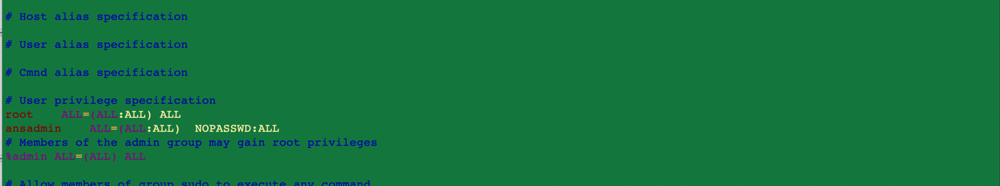 # Host alias specification
# User alias specification
# Cmnd alias specification
# User privilege specification
root    ALL=(ALL:ALL) ALL
ansadmin    ALL=(ALL:ALL)  NOPASSWD:ALL
# Members of the admin group may gain root privileges
%admin ALL=(ALL) ALL
# Allow members of group sudo to execute any command